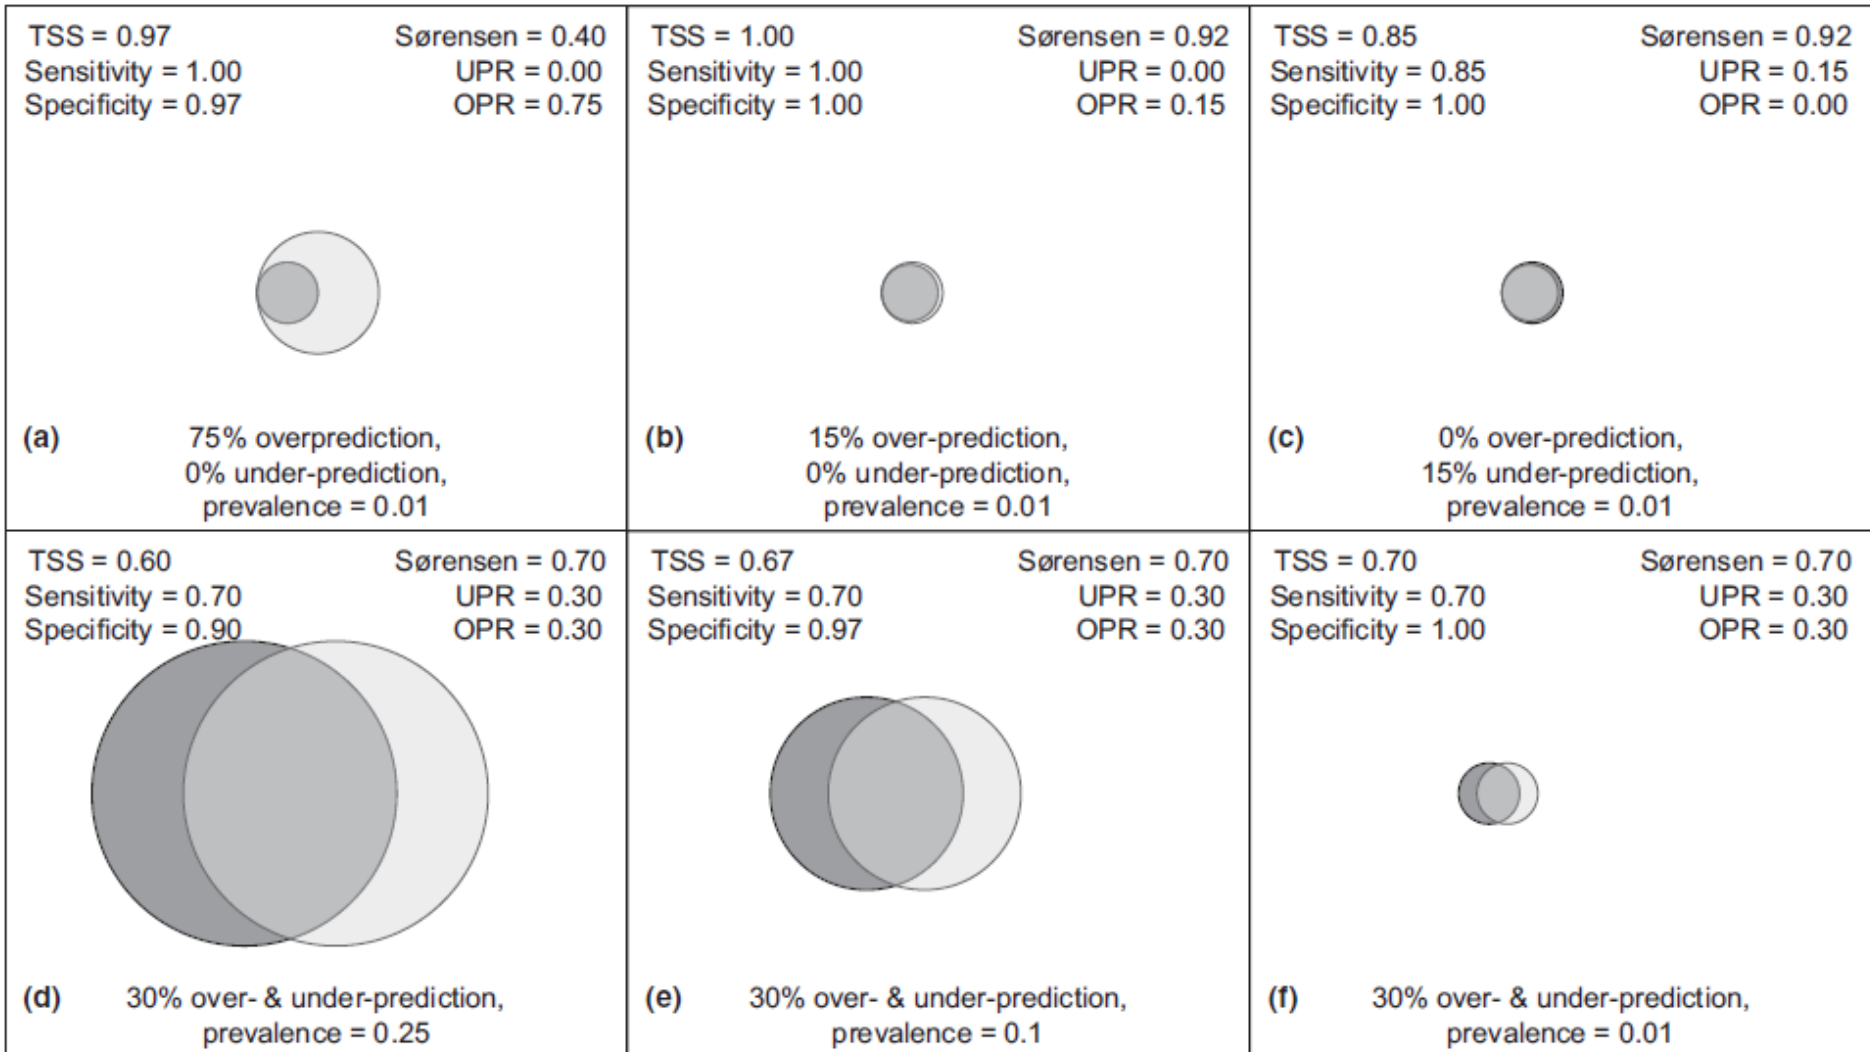 TSS = 0.97 Sørensen = 0.40
Sensitivity = 1.00 UPR = 0.00
Specificity = 0.97 OPR = 0.75
(a) 75% overprediction,
0% under-prediction,
prevalence = 0.01
TSS = 1.00 Sørensen = 0.92
Sensitivity = 1.00 UPR = 0.00
Specificity = 1.00 OPR = 0.15
(b) 15% over-prediction,
0% under-prediction,
prevalence = 0.01
TSS = 0.85 Sørensen = 0.92
Sensitivity = 0.85 UPR = 0.15
Specificity = 1.00 OPR = 0.00
(c) 0% over-prediction,
15% under-prediction,
prevalence = 0.01
TSS = 0.60 Sørensen = 0.70
Sensitivity = 0.70 UPR = 0.30
Specificity = 0.90 OPR = 0.30
(d) 30% over- & under-prediction,
prevalence = 0.25
TSS = 0.67 Sørensen = 0.70
Sensitivity = 0.70 UPR = 0.30
Specificity = 0.97 OPR = 0.30
(e) 30% over- & under-prediction,
prevalence = 0.1
TSS = 0.70 Sørensen = 0.70
Sensitivity = 0.70 UPR = 0.30
Specificity = 1.00 OPR = 0.30
(f) 30% over- & under-prediction,
prevalence = 0.01